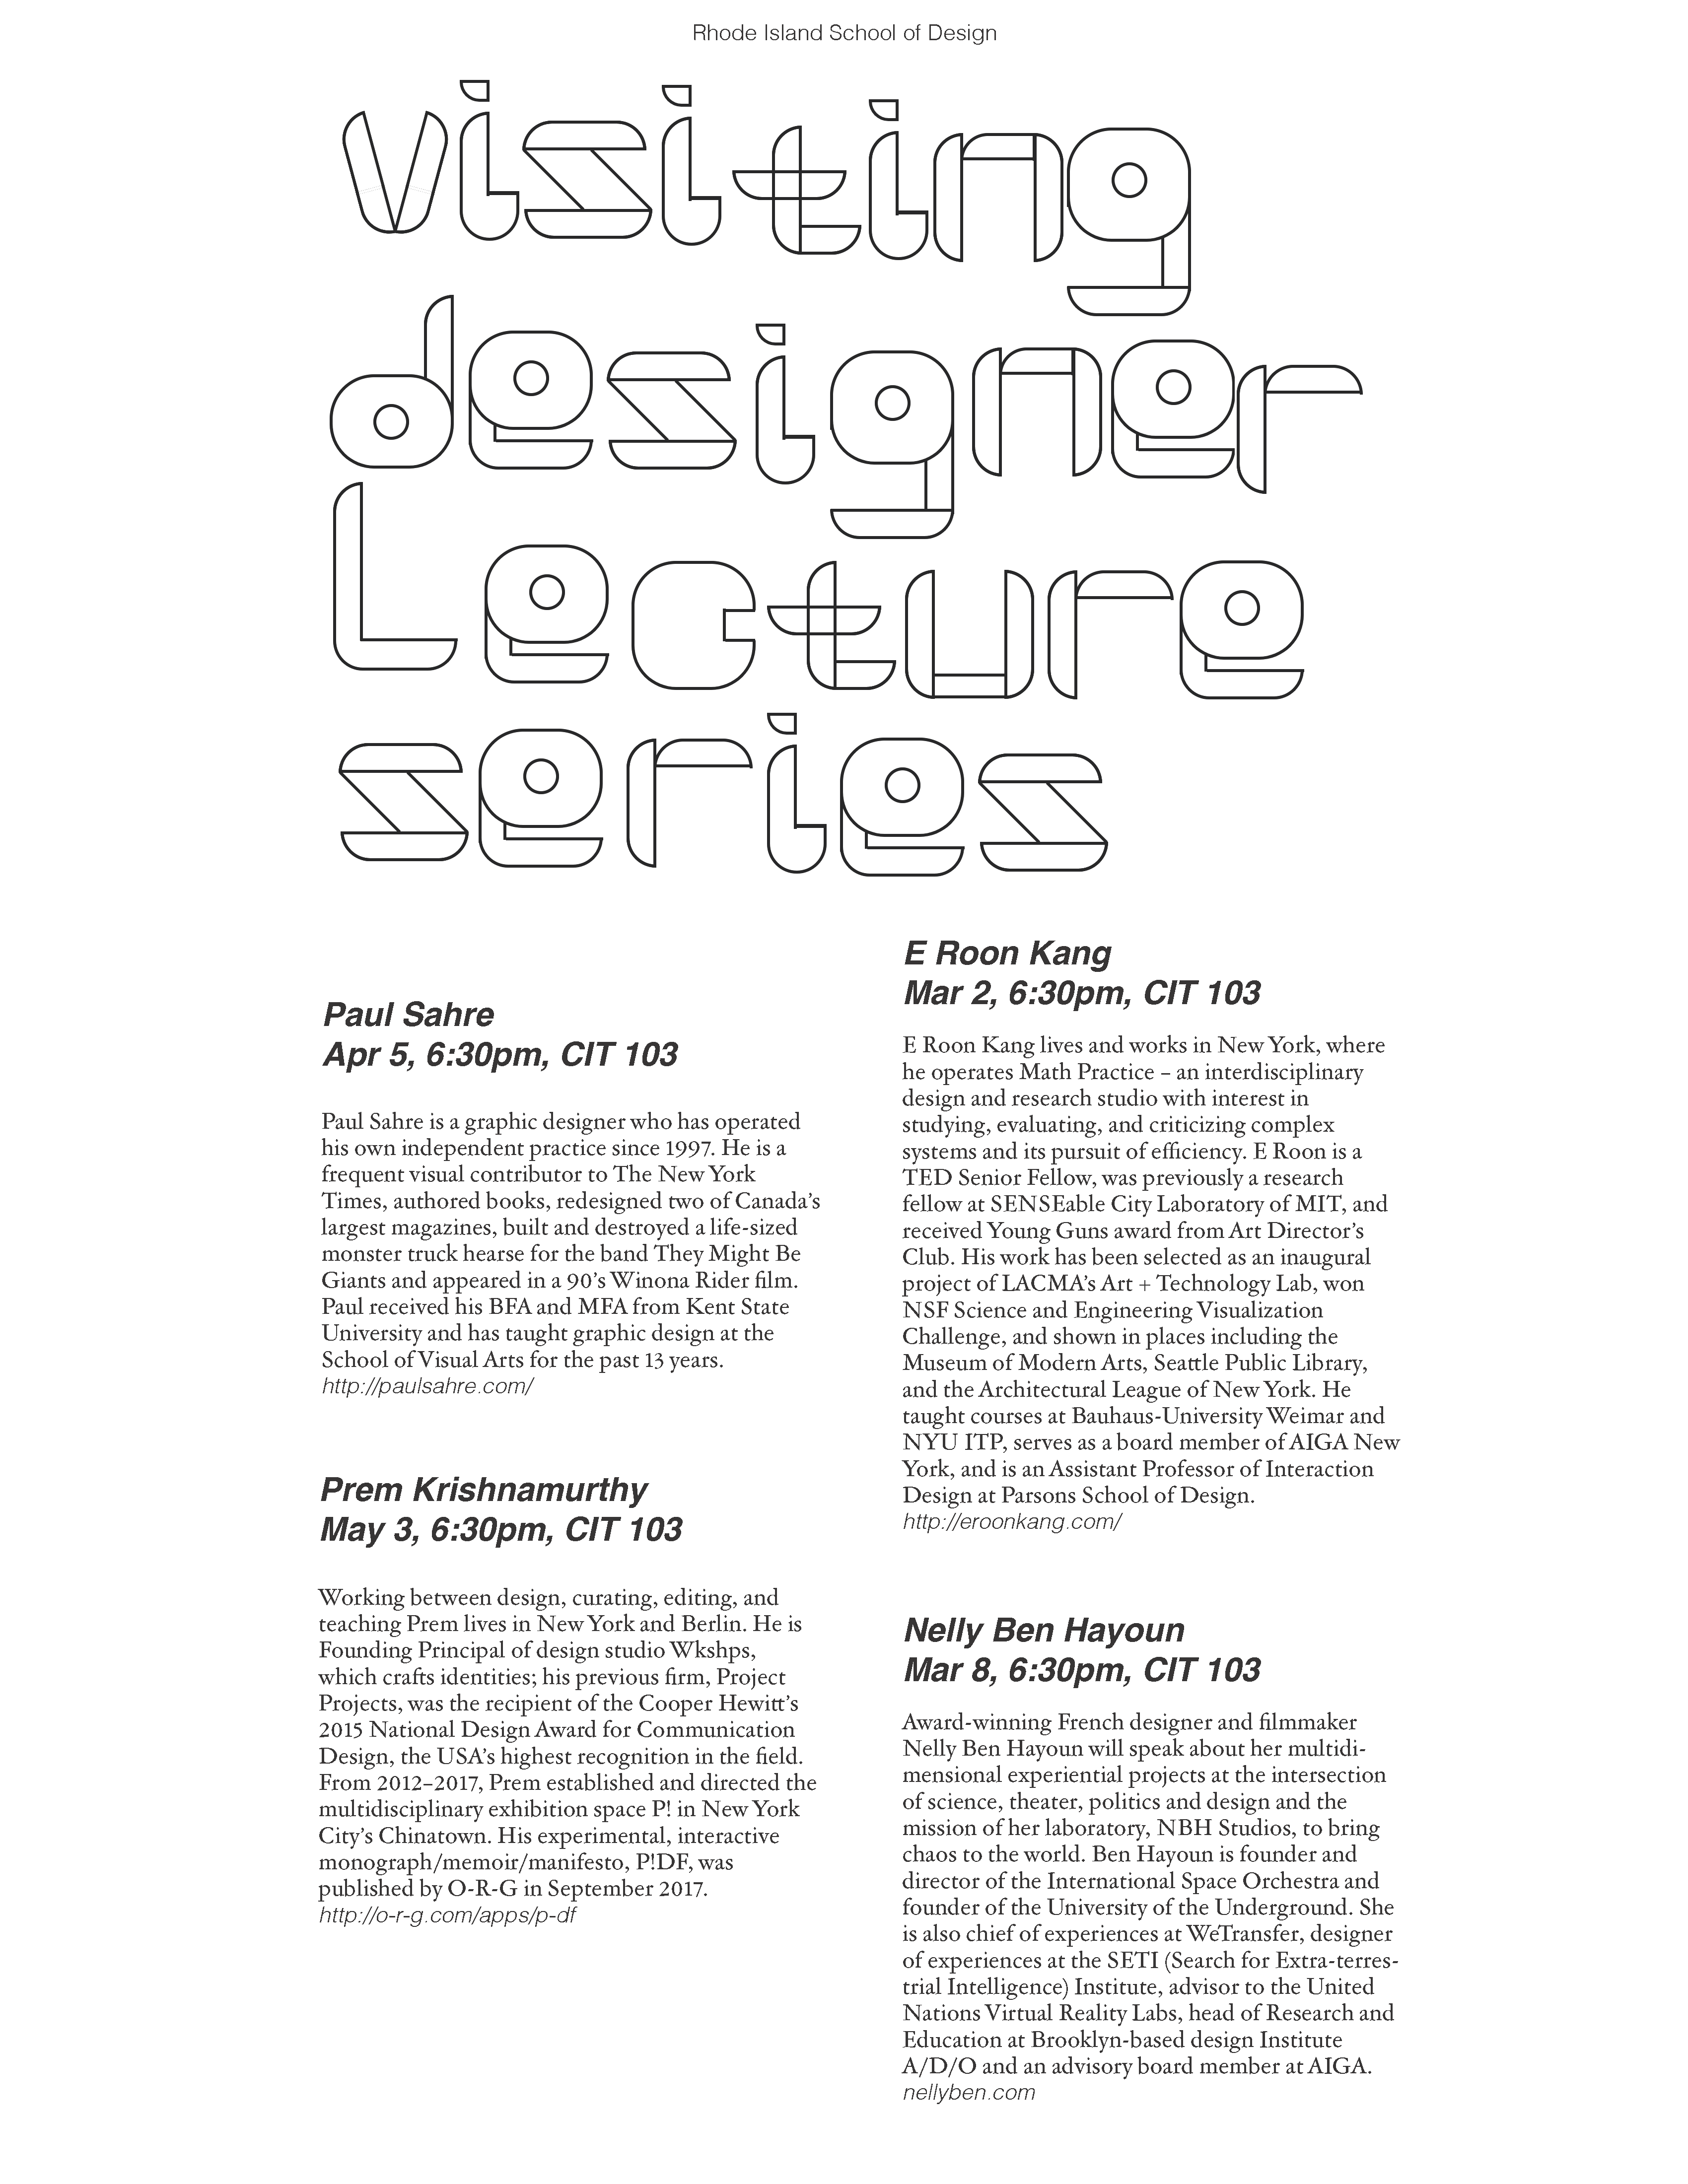 Rhode Island School of Design
visiting
designer
Lecture
series
Paul Sahre
Apr 5, 6:30pm, CIT 103
Paul Sahre is a graphic designer who has operated
his own independent practice since 1997. He is a
frequent visual contributor to The New York
Times, authored books, redesigned two of Canada's
largest magazines, built and destroyed a life-sized
monster truck hearse for the band They Might Be
Giants and appeared in a 90's Winona Rider film.
Paul received his BFA and MFA from Kent State
University and has taught graphic design at the
School of Visual Arts for the past 13 years.
http://paulsahre.com/
Prem Krishnamurthy
May 3, 6:30pm, CIT 103
Working between design, curating, editing, and
teaching Prem lives in New York and Berlin. He is
Founding Principal of design studio Wkshps,
which crafts identities; his previous firm, Project
Projects, was the recipient of the Cooper Hewitt's
2015 National Design Award for Communication
Design, the USA's highest recognition in the field.
From 2012–2017, Prem established and directed the
multidisciplinary exhibition space P! in New York
City's Chinatown. His experimental, interactive
monograph/memoir/manifesto, P!DF, was
published by O-R-G in September 2017.
http://o-r-g.com/apps/p-df
E Roon Kang
Mar 2, 6:30pm, CIT 103
E Roon Kang lives and works in New York, where
he operates Math Practice – an interdisciplinary
design and research studio with interest in
studying, evaluating, and criticizing complex
systems and its pursuit of efficiency. E Roon is a
TED Senior Fellow, was previously a research
fellow at SENSEable City Laboratory of MIT, and
received Young Guns award from Art Director's
Club. His work has been selected as an inaugural
project of LACMA's Art + Technology Lab, won
NSF Science and Engineering Visualization
Challenge, and shown in places including the
Museum of Modern Arts, Seattle Public Library,
and the Architectural League of New York. He
taught courses at Bauhaus-University Weimar and
NYU ITP, serves as a board member of AIGA New
York, and is an Assistant Professor of Interaction
Design at Parsons School of Design.
http://eroonkang.com/
Nelly Ben Hayoun
Mar 8, 6:30pm, CIT 103
Award-winning French designer and filmmaker
Nelly Ben Hayoun will speak about her multidi-
mensional experiential projects at the intersection
of science, theater, politics and design and the
mission of her laboratory, NBH Studios, to bring
chaos to the world. Ben Hayoun is founder and
director of the International Space Orchestra and
founder of the University of the Underground. She
is also chief of experiences at WeTransfer, designer
of experiences at the SETI (Search for Extra-terres-
trial Intelligence) Institute, advisor to the United
Nations Virtual Reality Labs, head of Research and
Education at Brooklyn-based design Institute
A/D/O and an advisory board member at AIGA.
nellyben.com